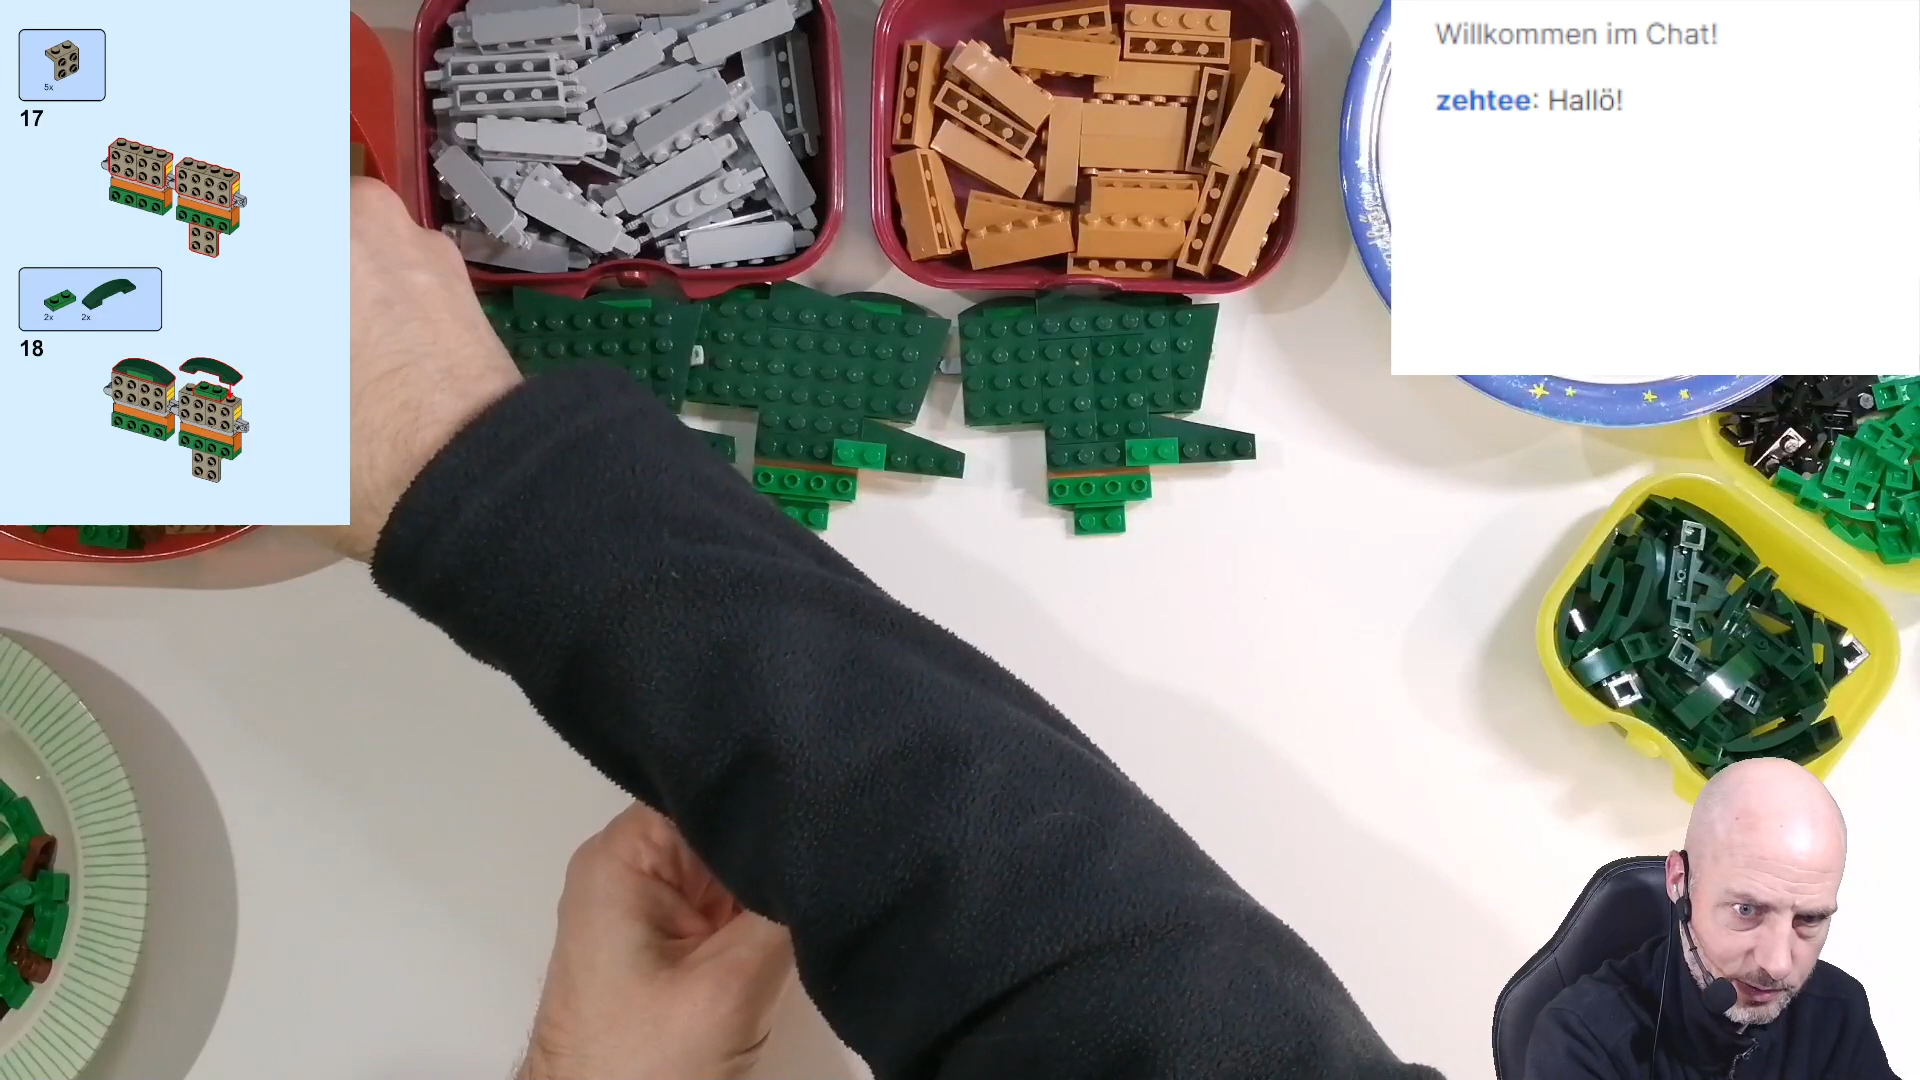 5x
17
2x 2x
18
Willkommen im Chat!
zehtee: Hallö!